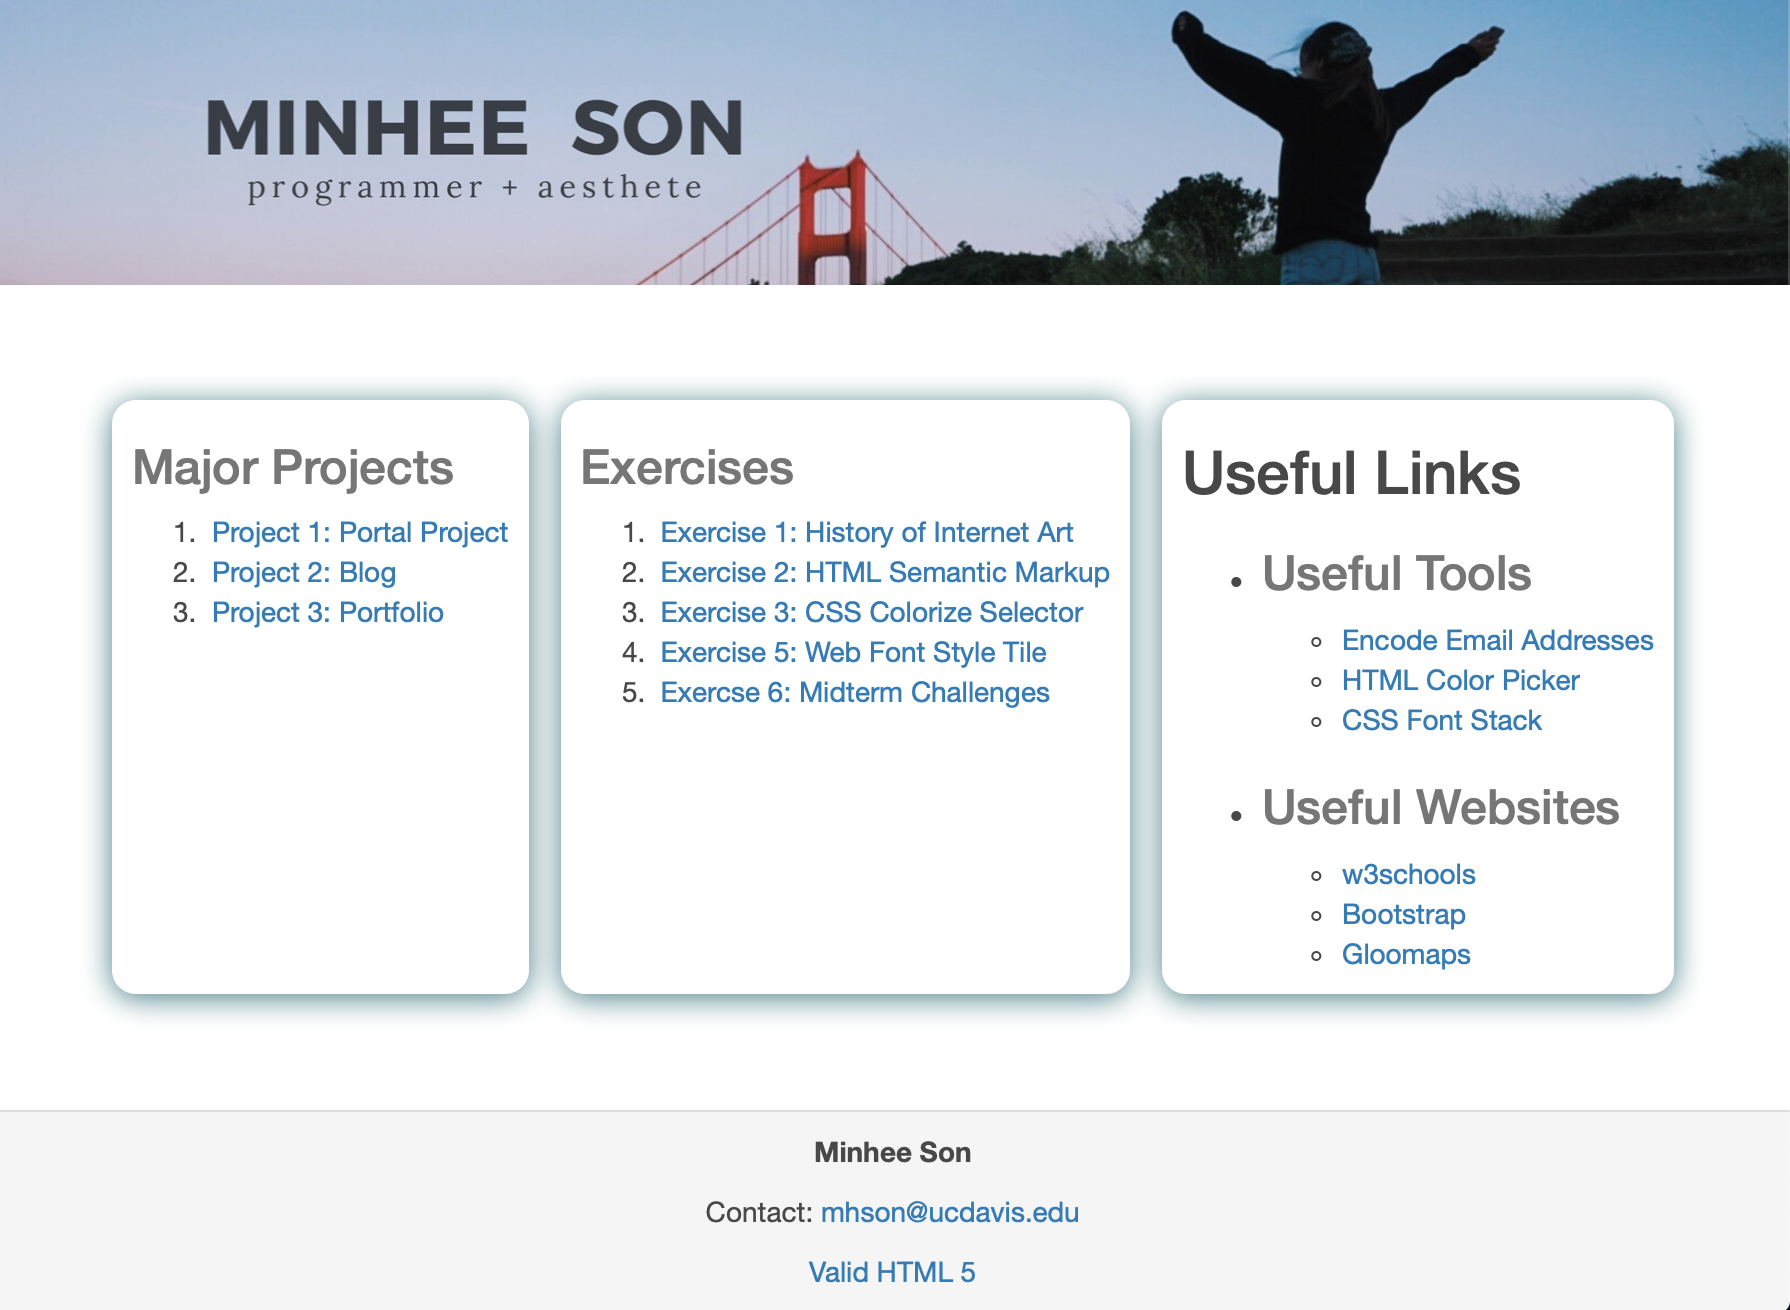 MINHEE SON
programmer + aesthete
Major Projects
1. Project 1: Portal Project
2. Project 2: Blog
3. Project 3: Portfolio
Exercises
1. Exercise 1: History of Internet Art
2. Exercise 2: HTML Semantic Markup
3. Exercise 3: CSS Colorize Selector
4. Exercise 5: Web Font Style Tile
5. Exercse 6: Midterm Challenges
Useful Links
• Useful Tools
◦ Encode Email Addresses
◦ HTML Color Picker
◦ CSS Font Stack
• Useful Websites
◦ w3schools
◦ Bootstrap
◦ Gloomaps
Minhee Son
Contact: mhson@ucdavis.edu
Valid HTML 5